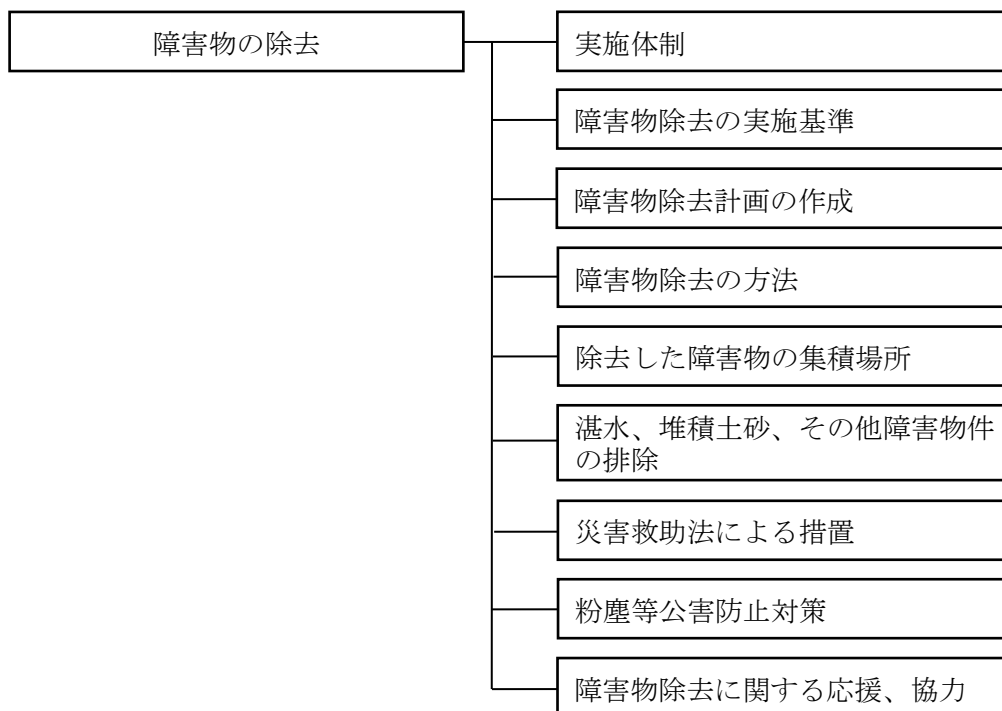 障害物の除去
実施体制
障害物除去の実施基準
障害物除去計画の作成
障害物除去の方法
除去した障害物の集積場所
湛水、堆積土砂、その他障害物件
の排除
災害救助法による措置
粉塵等公害防止対策
障害物除去に関する応援、協力